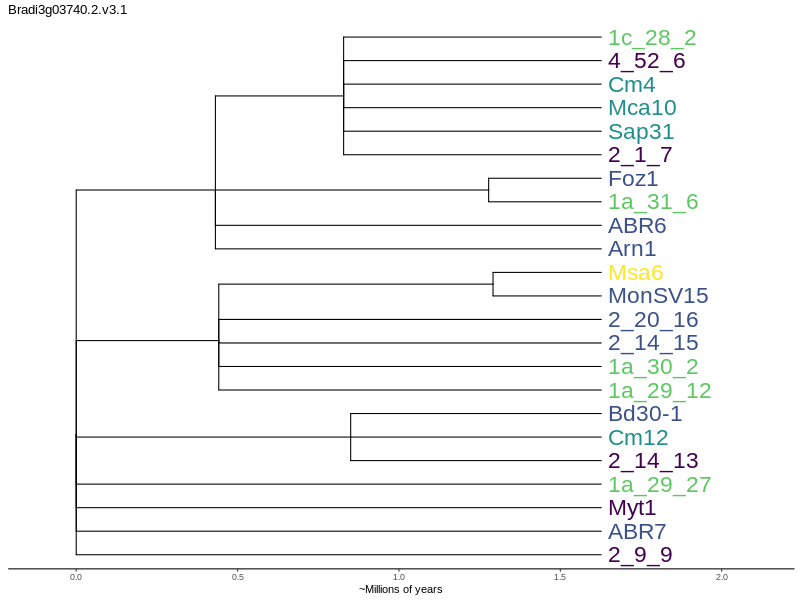 Bradi3g03740.2.v3.1
1c_28_2
4_52_6
Cm4
Mca10
Sap31
2_1_7
Foz1
1a_31_6
ABR6
Arn1
Msa6
MonSV15
2_20_16
2_14_15
1a_30_2
1a_29_12
Bd30-1
Cm12
2_14_13
1a_29_27
Myt1
ABR7
2_9_9
0.0 0.5 1.0 1.5 2.0
~Millions of years